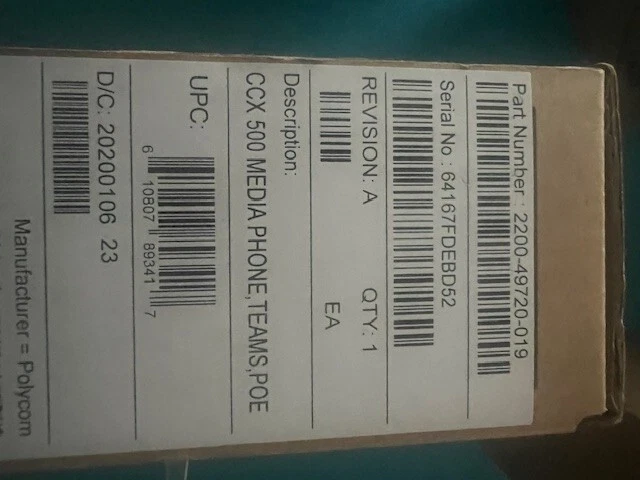 Part Number : 2200-49720-019
Serial No : 64167FDEBD52
REVISION: A QTY: 1
EA
Description:
CCX 500 MEDIA PHONE,TEAMS,POE
UPC:
6 10807 89341 7
D/C: 20200106 23
Manufacturer = Polycom